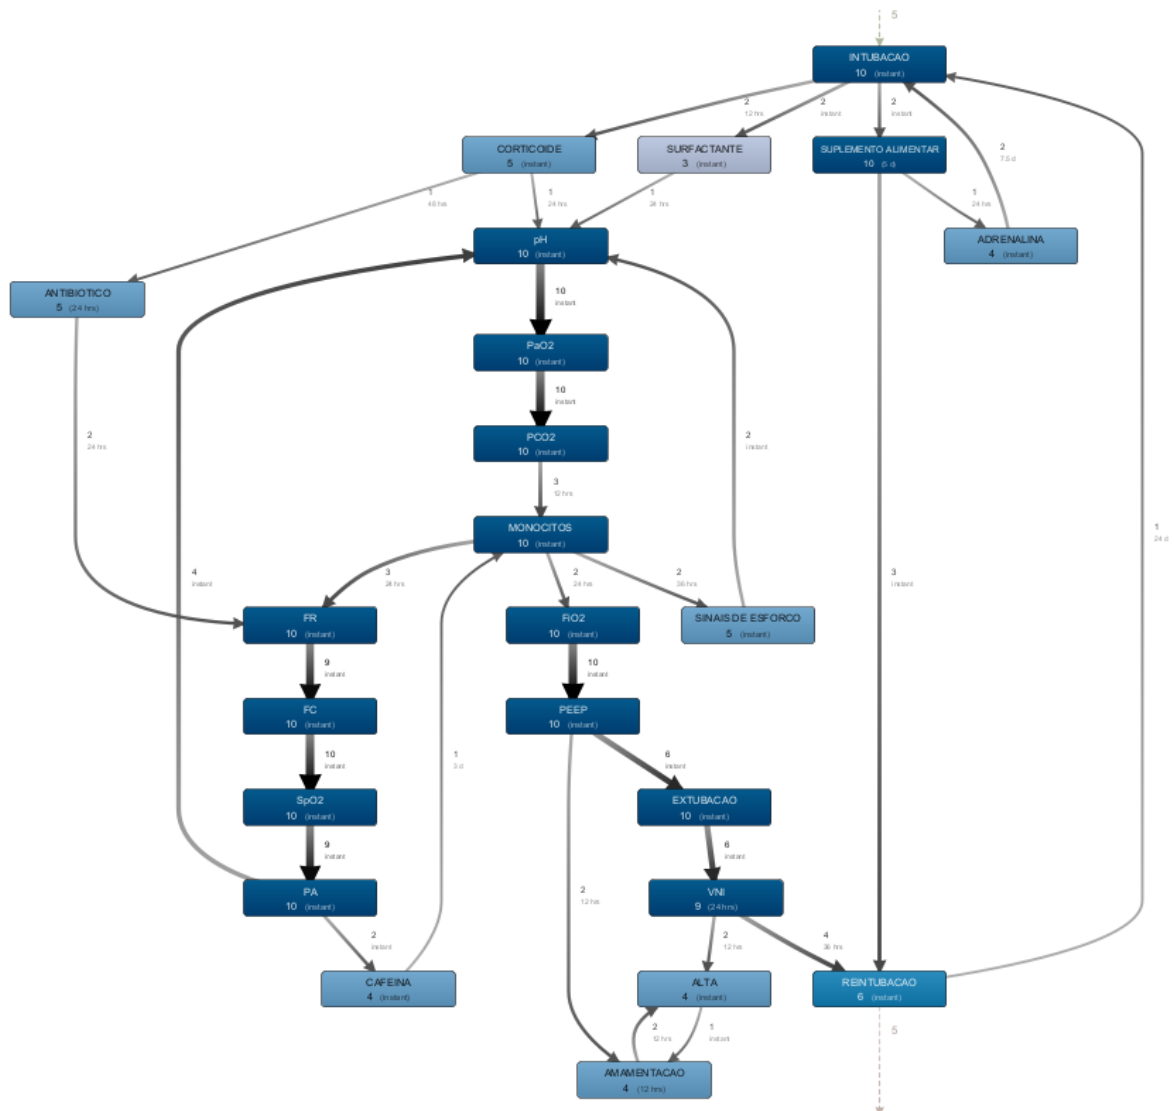 5
INTUBACAO
10 (instant)
2
12 hrs
2
instant
2
instant
CORTICOIDE
5 (instant)
SURFACTANTE
3 (instant)
SUPLEMENTO ALIMENTAR
10 (5 d)
2
7.5 d
1
48 hrs
1
24 hrs
1
24 hrs
1
24 hrs
pH
10 (instant)
ADRENALINA
4 (instant)
ANTIBIOTICO
5 (24 hrs)
10
instant
PaO2
10 (instant)
10
instant
2
24 hrs
PCO2
10 (instant)
2
instant
3
12 hrs
MONOCITOS
10 (instant)
1
24 d
4
instant
3
24 hrs
2
24 hrs
2
36 hrs
3
instant
FR
10 (instant)
FiO2
10 (instant)
SINAIS DE ESFORCO
5 (instant)
9
instant
10
instant
FC
10 (instant)
PEEP
10 (instant)
10
instant
1
3 d
6
instant
SpO2
10 (instant)
EXTUBACAO
10 (instant)
9
instant
6
instant
PA
10 (instant)
2
12 hrs
VNI
9 (24 hrs)
2
instant
2
12 hrs
4
36 hrs
CAFEINA
4 (instant)
ALTA
4 (instant)
REINTUBACAO
6 (instant)
2
12 hrs
1
instant
5
AMAMENTACAO
4 (12 hrs)